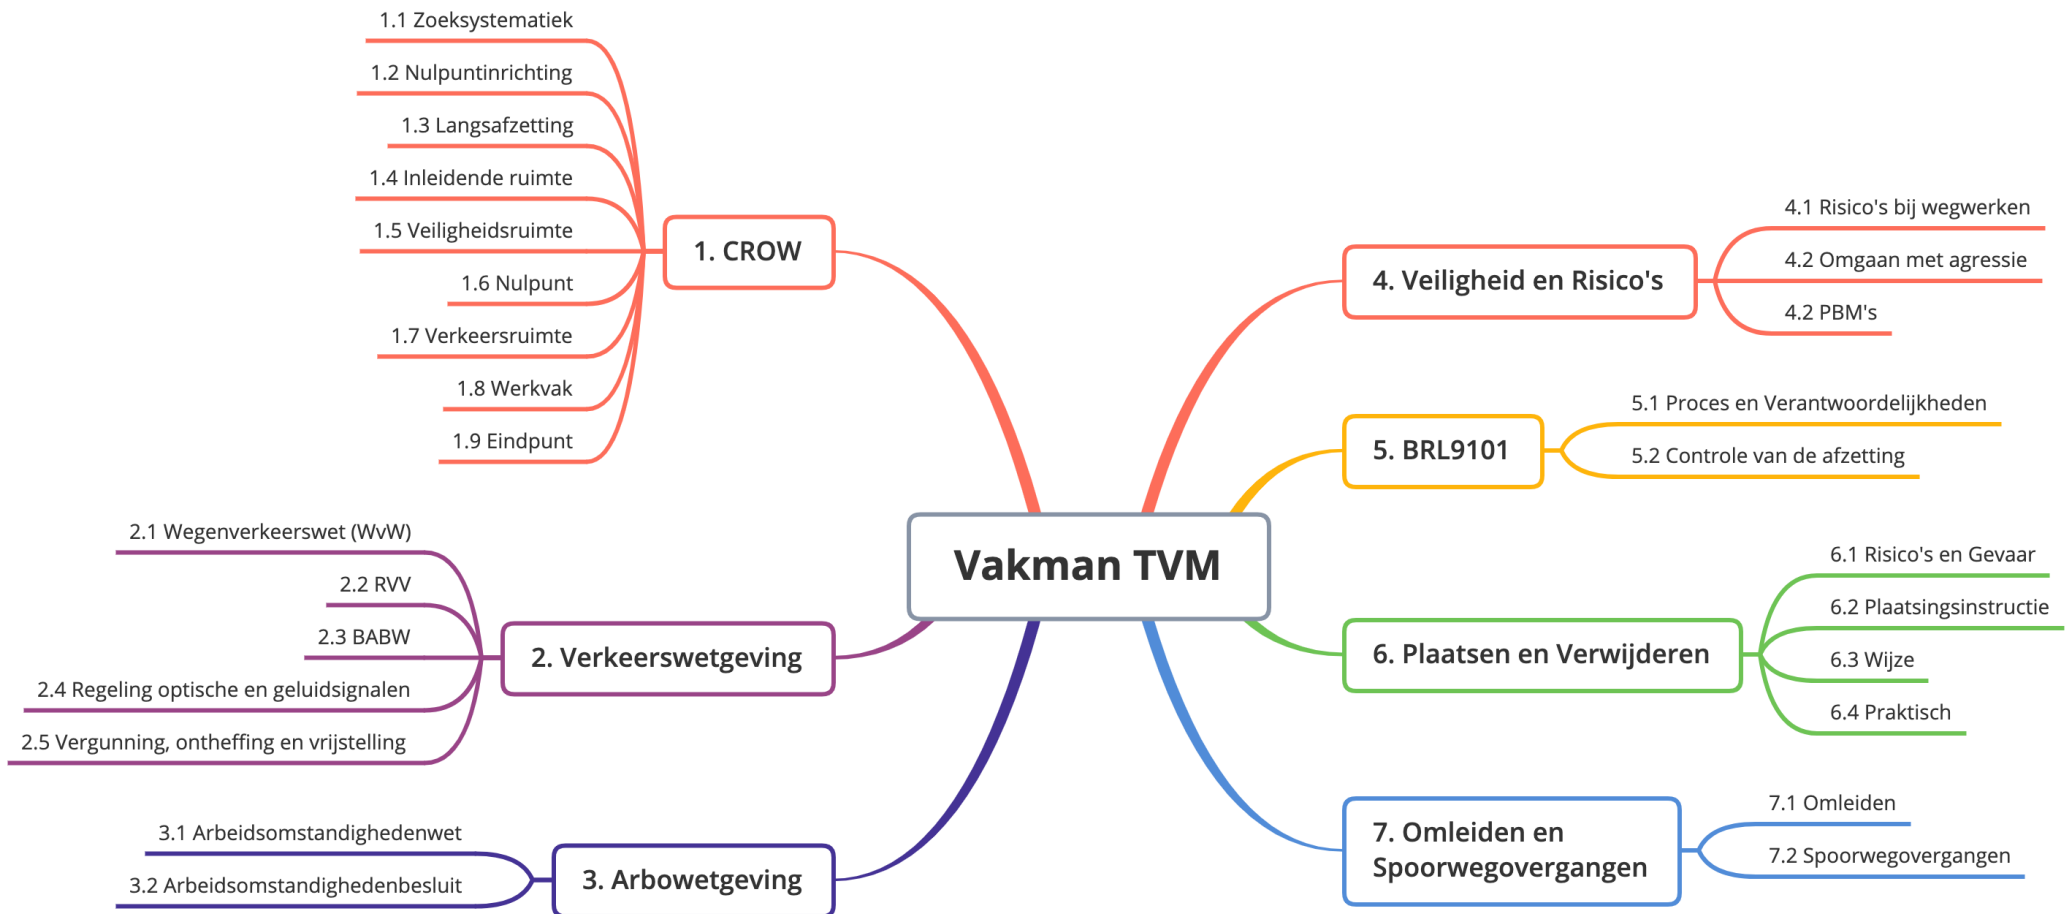 Vakman TVM
1. CROW
1.1 Zoeksystematiek
1.2 Nulpuntinrichting
1.3 Langsafzetting
1.4 Inleidende ruimte
1.5 Veiligheidsruimte
1.6 Nulpunt
1.7 Verkeersruimte
1.8 Werkvak
1.9 Eindpunt
2. Verkeerswetgeving
2.1 Wegenverkeerswet (WvW)
2.2 RVV
2.3 BABW
2.4 Regeling optische en geluidsignalen
2.5 Vergunning, ontheffing en vrijstelling
3. Arbowetgeving
3.1 Arbeidsomstandighedenwet
3.2 Arbeidsomstandighedenbesluit
4. Veiligheid en Risico's
4.1 Risico's bij wegwerken
4.2 Omgaan met agressie
4.2 PBM's
5. BRL9101
5.1 Proces en Verantwoordelijkheden
5.2 Controle van de afzetting
6. Plaatsen en Verwijderen
6.1 Risico's en Gevaar
6.2 Plaatsingsinstructie
6.3 Wijze
6.4 Praktisch
7. Omleiden en
Spoorwegovergangen
7.1 Omleiden
7.2 Spoorwegovergangen